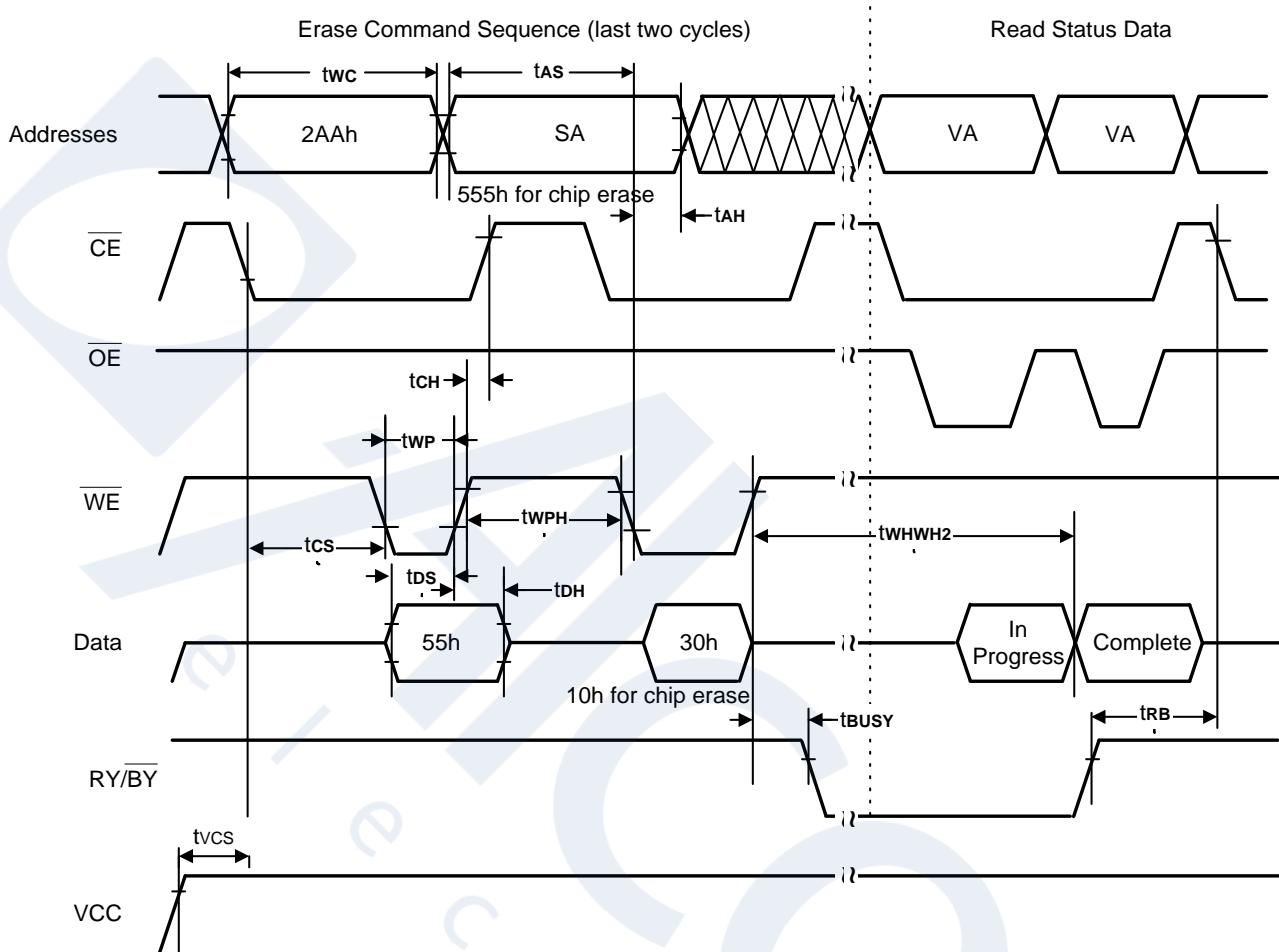 Erase Command Sequence (last two cycles)
Read Status Data
tWC
tAS
Addresses
2AAh
SA
VA
VA
555h for chip erase
tAH
CE
OE
tCH
tWP
WE
tWPH
tWHWH2
tCS
tDS
tDH
Data
55h
30h
In
Progress
Complete
10h for chip erase
tBUSY
tRB
RY/BY
tVCS
VCC